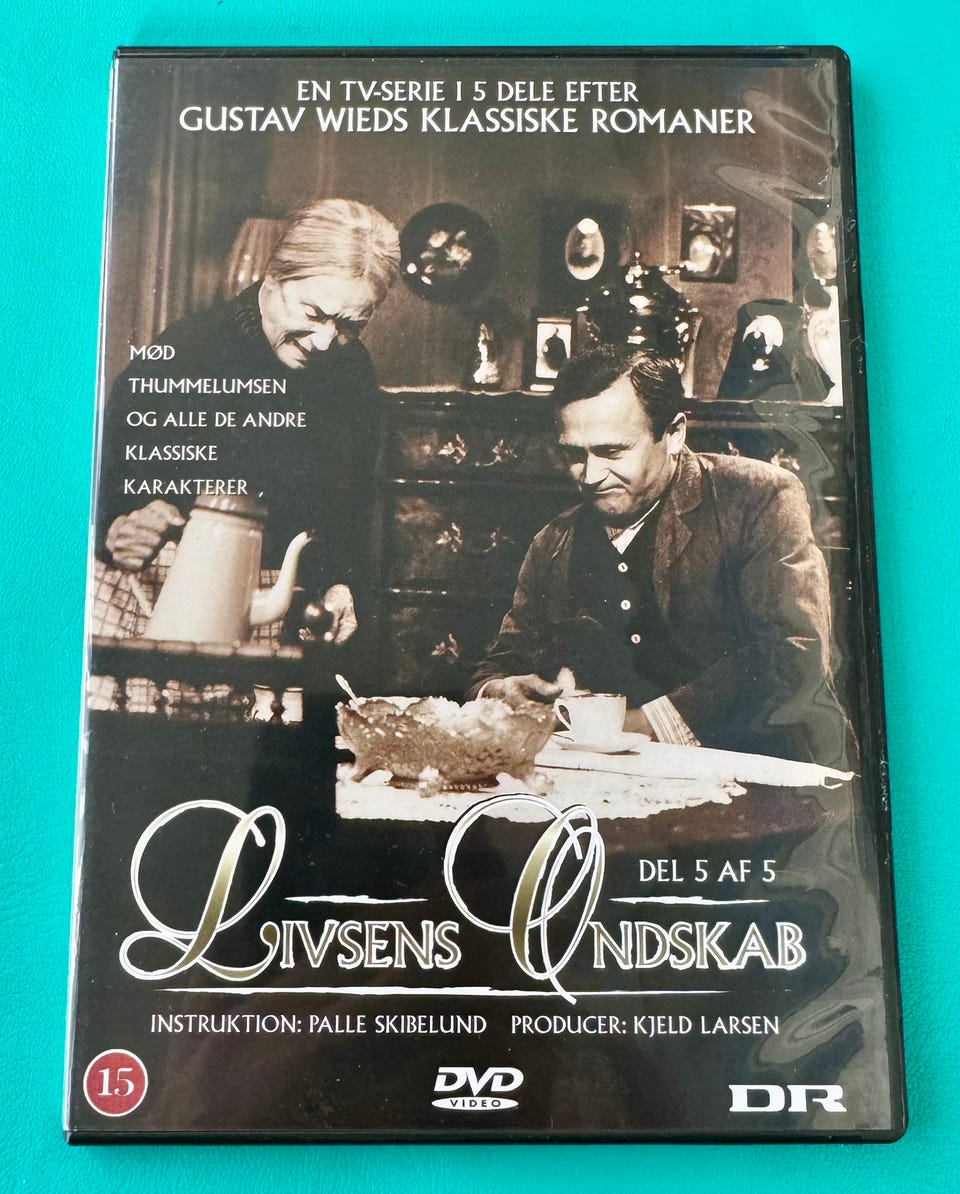 EN TV-SERIE I 5 DELE EFTER
GUSTAV WIEDS KLASSISKE ROMANER
MØD
THUMMELUMSEN
OG ALLE DE ANDRE
KLASSISKE
KARAKTERER
DEL 5 AF 5
LIVSENS ONDSKAB
INSTRUKTION: PALLE SKIBELUND PRODUCER: KJELD LARSEN
15
DVD
VIDEO
DR